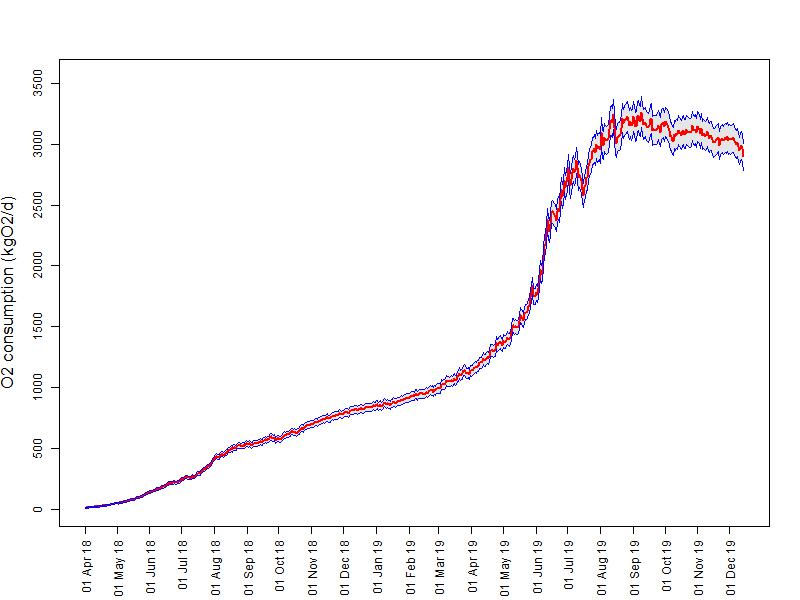 O2 consumption (kgO2/d)
3500
3000
2500
2000
1500
1000
500
0
01 Apr 18
01 May 18
01 Jun 18
01 Jul 18
01 Aug 18
01 Sep 18
01 Oct 18
01 Nov 18
01 Dec 18
01 Jan 19
01 Feb 19
01 Mar 19
01 Apr 19
01 May 19
01 Jun 19
01 Jul 19
01 Aug 19
01 Sep 19
01 Oct 19
01 Nov 19
01 Dec 19